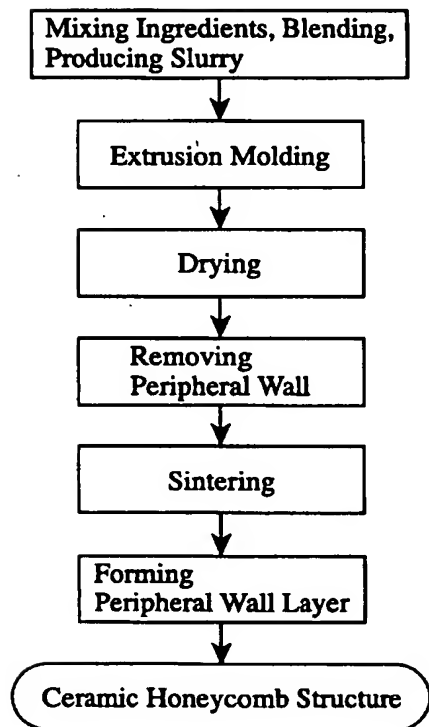 Mixing Ingredients, Blending,
Producing Slurry
Extrusion Molding
Drying
Removing
Peripheral Wall
Sintering
Forming
Peripheral Wall Layer
Ceramic Honeycomb Structure